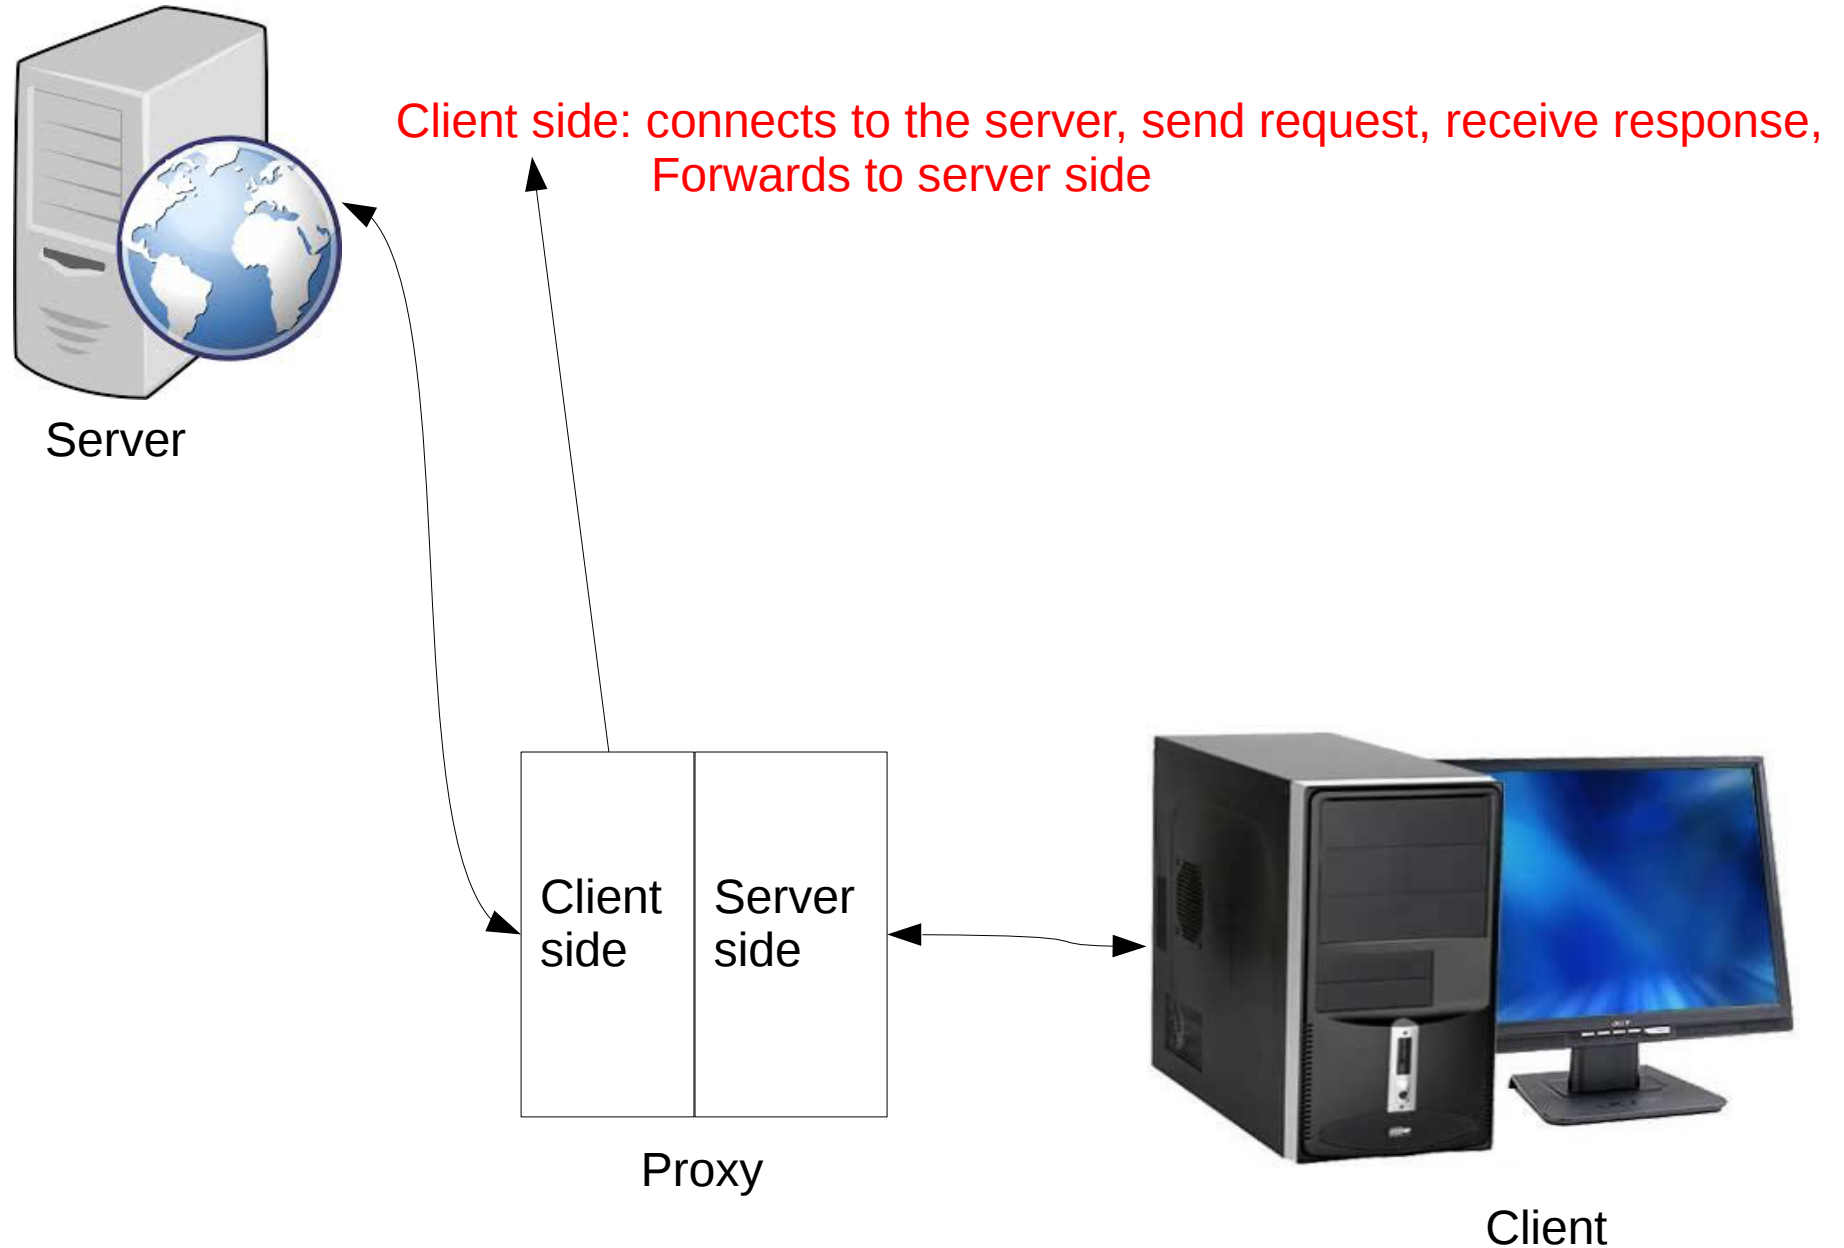 Client side: connects to the server, send request, receive response,
Forwards to server side
Server
Client
side
Server
side
Proxy
Client